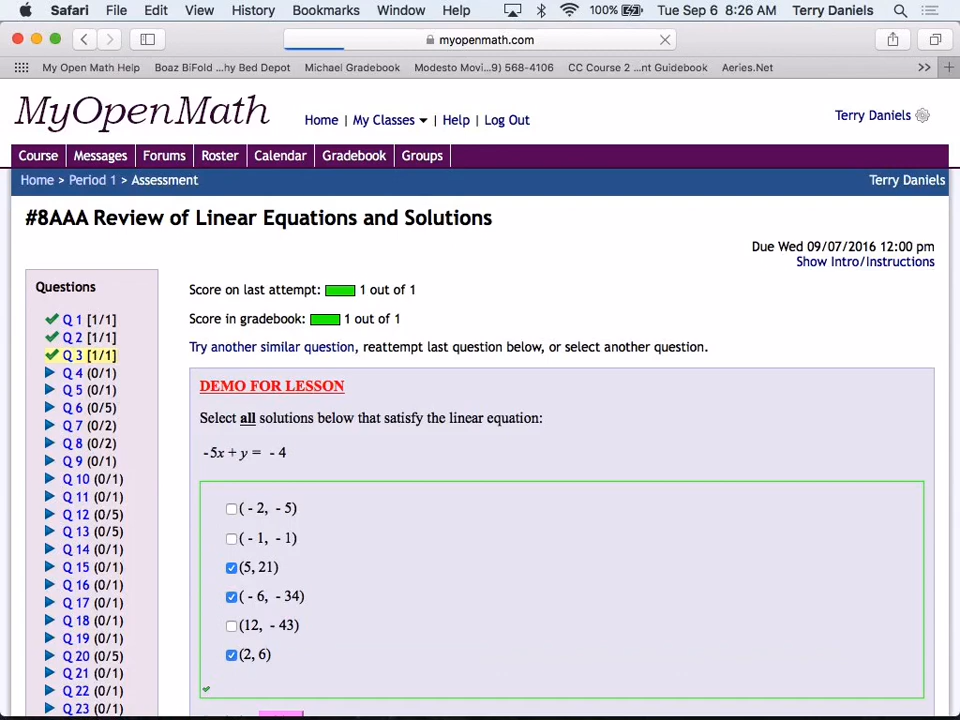 Safari File Edit View History Bookmarks Window Help 100% Tue Sep 6 8:26 AM Terry Daniels
myopenmath.com
My Open Math Help Boaz BiFold ...hy Bed Depot Michael Gradebook Modesto Movi...9) 568-4106 CC Course 2 ...nt Guidebook Aeries.Net >> +
MyOpenMath
Home | My Classes | Help | Log Out
Terry Daniels
Course Messages Forums Roster Calendar Gradebook Groups
Home > Period 1 > Assessment Terry Daniels
#8AAA Review of Linear Equations and Solutions
Due Wed 09/07/2016 12:00 pm
Show Intro/Instructions
Questions
Q 1 [1/1]
Q 2 [1/1]
Q 3 [1/1]
Q 4 (0/1)
Q 5 (0/1)
Q 6 (0/5)
Q 7 (0/2)
Q 8 (0/2)
Q 9 (0/1)
Q 10 (0/1)
Q 11 (0/1)
Q 12 (0/5)
Q 13 (0/5)
Q 14 (0/1)
Q 15 (0/1)
Q 16 (0/1)
Q 17 (0/1)
Q 18 (0/1)
Q 19 (0/1)
Q 20 (0/5)
Q 21 (0/1)
Q 22 (0/1)
Q 23 (0/1)
Score on last attempt: 1 out of 1
Score in gradebook: 1 out of 1
Try another similar question, reattempt last question below, or select another question.
DEMO FOR LESSON
Select all solutions below that satisfy the linear equation:
-5x + y = - 4
( - 2, - 5)
( - 1, - 1)
(5, 21)
( - 6, - 34)
(12, - 43)
(2, 6)